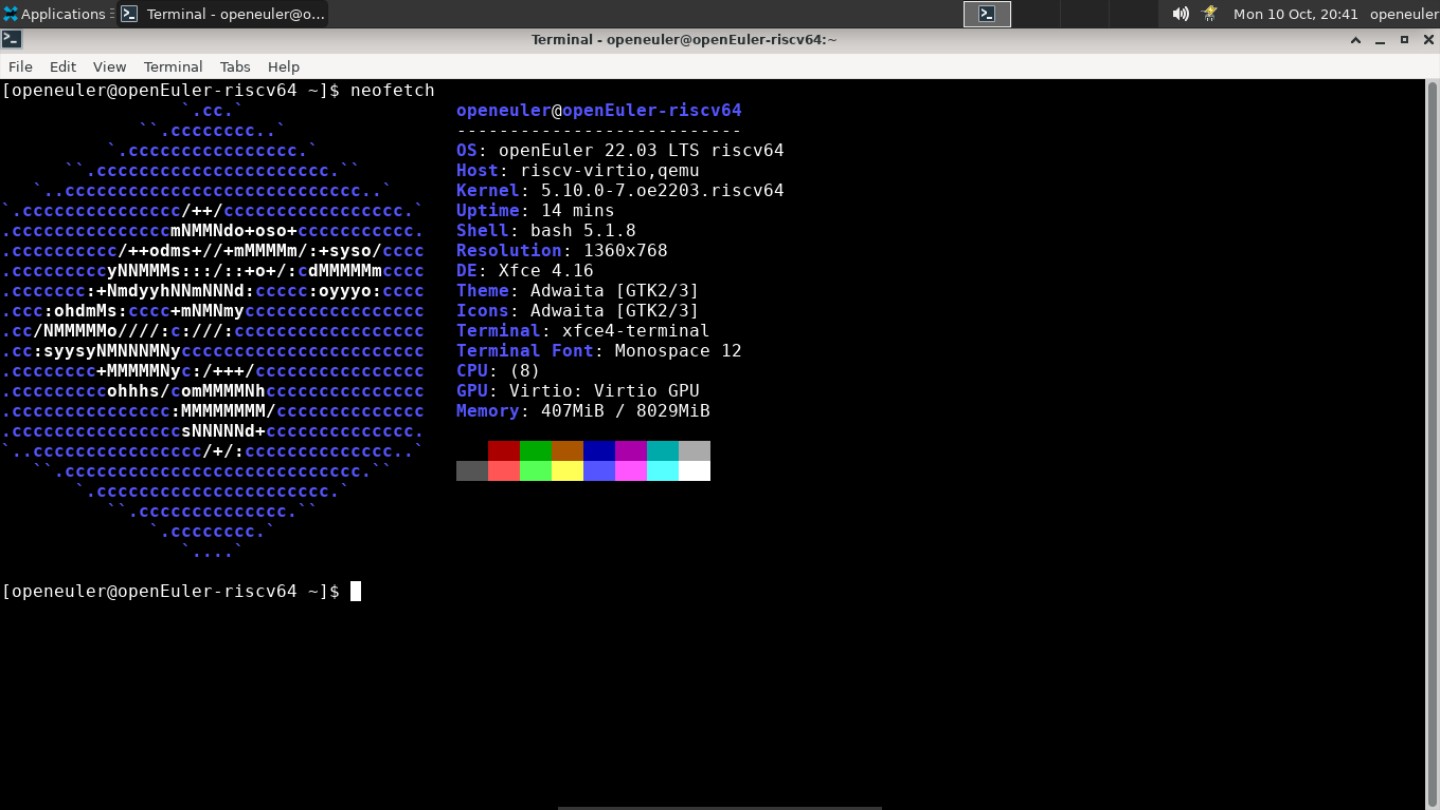 Applications Terminal - openeuler@o... Mon 10 Oct, 20:41 openeuler
Terminal - openeuler@openEuler-riscv64:~
File Edit View Terminal Tabs Help
[openeuler@openEuler-riscv64 ~]$ neofetch
`.cc.` openeuler@openEuler-riscv64
``.cccccccc..` ---------------------------
`.cccccccccccccccc.` OS: openEuler 22.03 LTS riscv64
``.cccccccccccccccccccccc.`` Host: riscv-virtio,qemu
`..cccccccccccccccccccccccccccc..` Kernel: 5.10.0-7.oe2203.riscv64
`.ccccccccccccccc/++/ccccccccccccccccc.` Uptime: 14 mins
.cccccccccccccccmNMMNdo+oso+ccccccccccc. Shell: bash 5.1.8
.cccccccccc/++odms+//+mMMMMm/:+syso/cccc Resolution: 1360x768
.cccccccccyNNMMMs:::/::+o+/:cdMMMMMmcccc DE: Xfce 4.16
.ccccccc:+NmdyyhNNmNNNd:ccccc:oyyyo:cccc Theme: Adwaita [GTK2/3]
.ccc:ohdmMs:cccc+mNMNmyccccccccccccccccc Icons: Adwaita [GTK2/3]
.cc/NMMMMMo////:c:///:cccccccccccccccccc Terminal: xfce4-terminal
.cc:syysyNMNNNMNyccccccccccccccccccccccc Terminal Font: Monospace 12
.cccccccc+MMMMMNyc:/+++/cccccccccccccccc CPU: (8)
.cccccccccohhhs/comMMMMNhccccccccccccccc GPU: Virtio: Virtio GPU
.ccccccccccccccc:MMMMMMMM/cccccccccccccc Memory: 407MiB / 8029MiB
.ccccccccccccccccsNNNNNd+cccccccccccccc.
`..cccccccccccccccc/+/:cccccccccccccc..`
``.cccccccccccccccccccccccccccc.``
`.cccccccccccccccccccccc.`
``.cccccccccccccc.``
`.cccccccc.`
`....`
[openeuler@openEuler-riscv64 ~]$